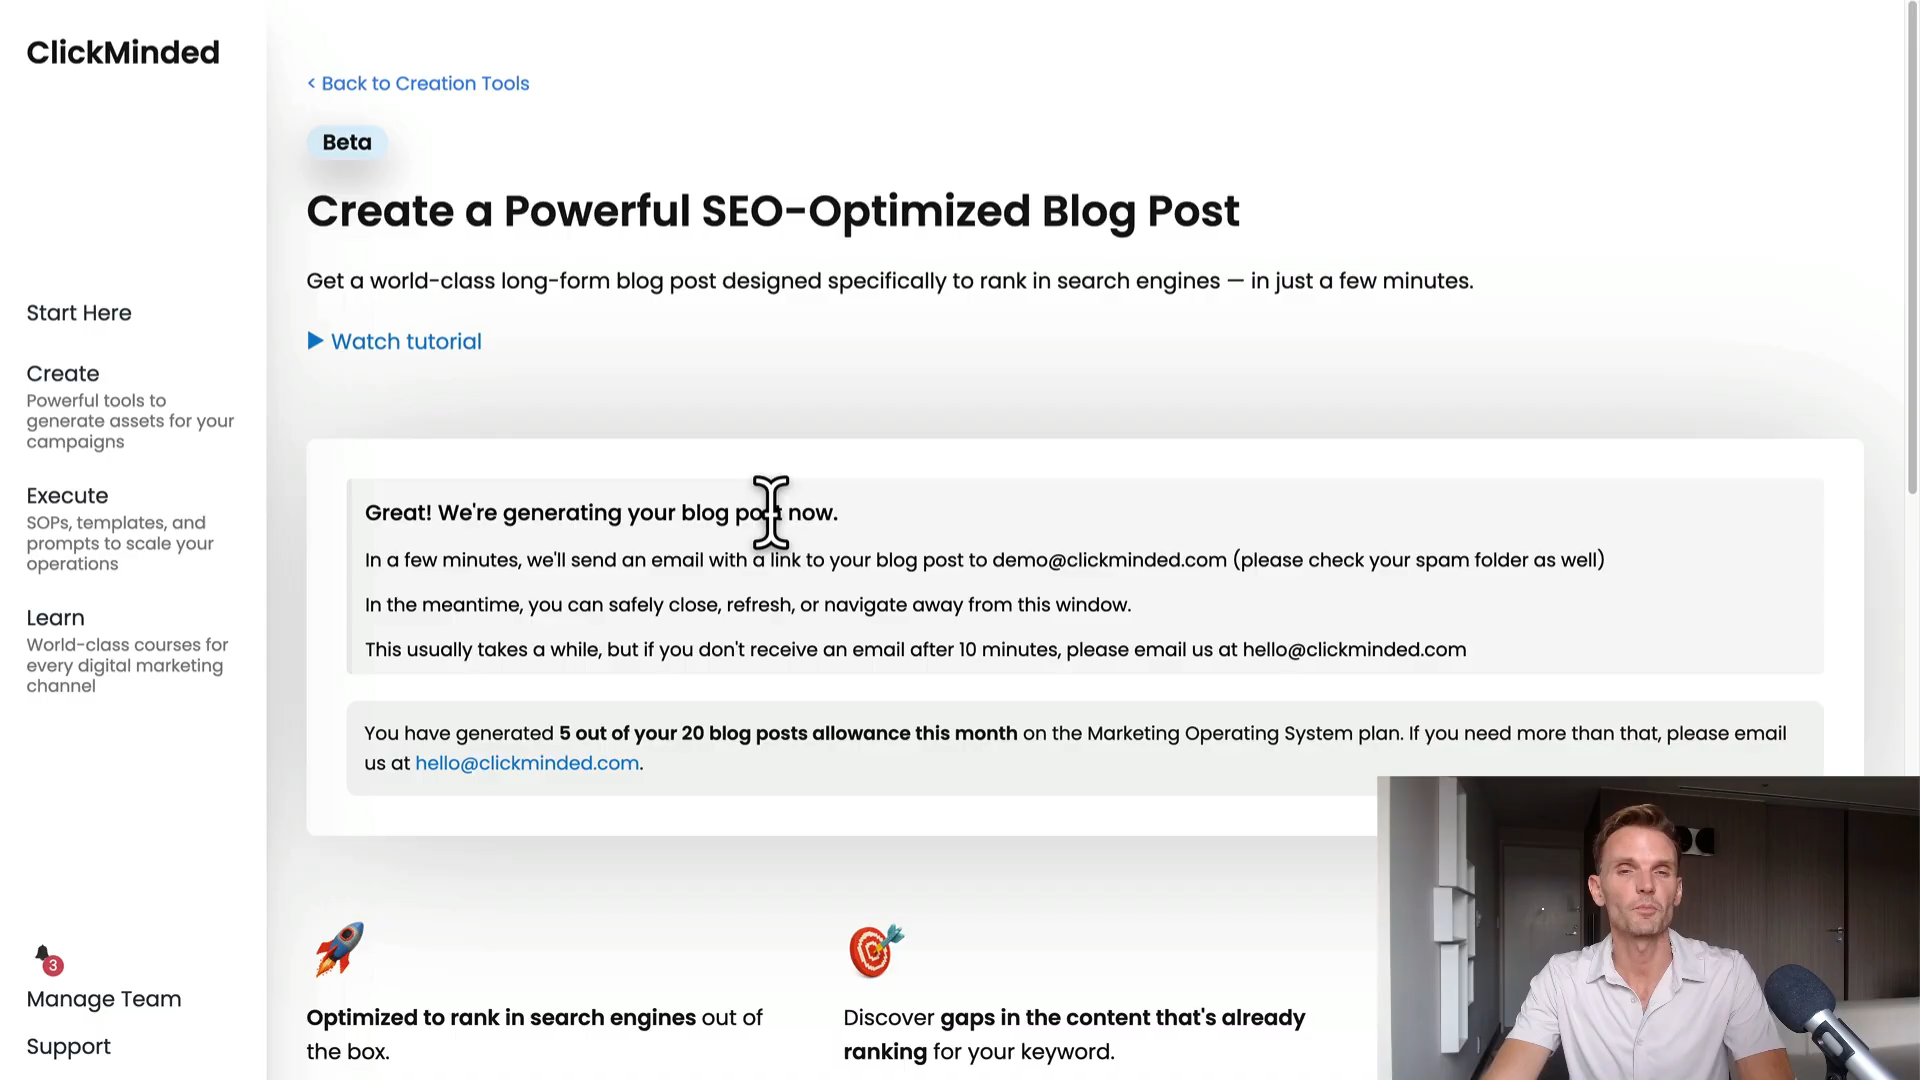 ClickMinded
Start Here
Create
Powerful tools to
generate assets for your
campaigns
Execute
SOPs, templates, and
prompts to scale your
operations
Learn
World-class courses for
every digital marketing
channel
3
Manage Team
Support
< Back to Creation Tools
Beta
Create a Powerful SEO-Optimized Blog Post
Get a world-class long-form blog post designed specifically to rank in search engines — in just a few minutes.
Watch tutorial
Great! We're generating your blog post now.
In a few minutes, we'll send an email with a link to your blog post to demo@clickminded.com (please check your spam folder as well)
In the meantime, you can safely close, refresh, or navigate away from this window.
This usually takes a while, but if you don't receive an email after 10 minutes, please email us at hello@clickminded.com
You have generated 5 out of your 20 blog posts allowance this month on the Marketing Operating System plan. If you need more than that, please email
us at hello@clickminded.com.
Optimized to rank in search engines out of
the box.
Discover gaps in the content that's already
ranking for your keyword.